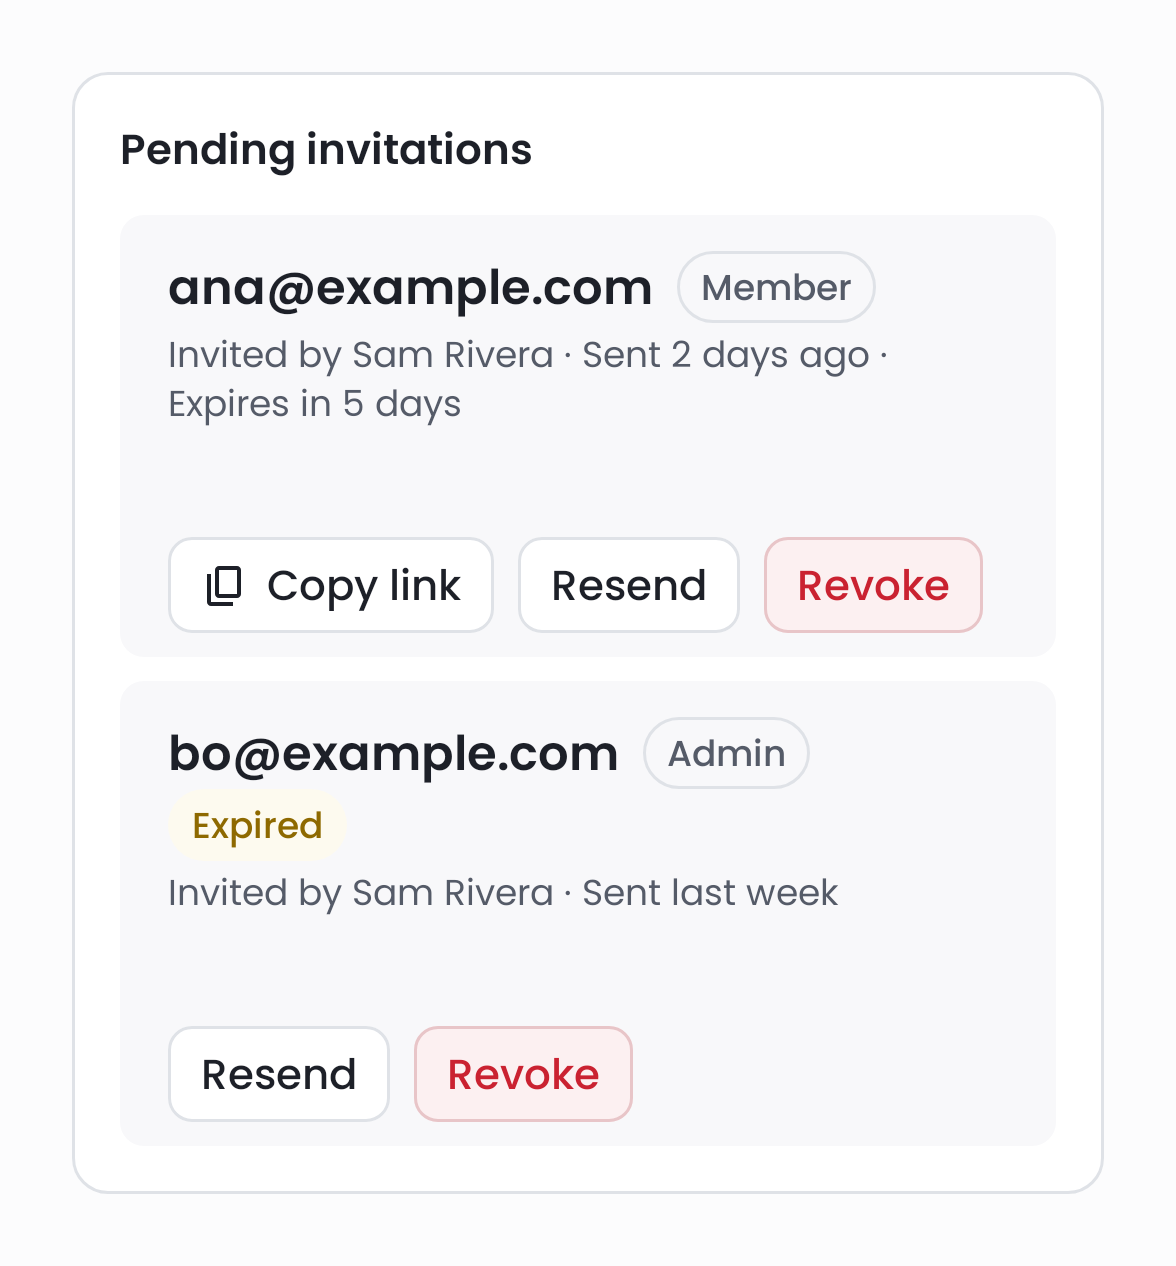 Pending invitations
ana@example.com Member
Invited by Sam Rivera · Sent 2 days ago ·
Expires in 5 days
Copy link Resend Revoke
bo@example.com Admin
Expired
Invited by Sam Rivera · Sent last week
Resend Revoke